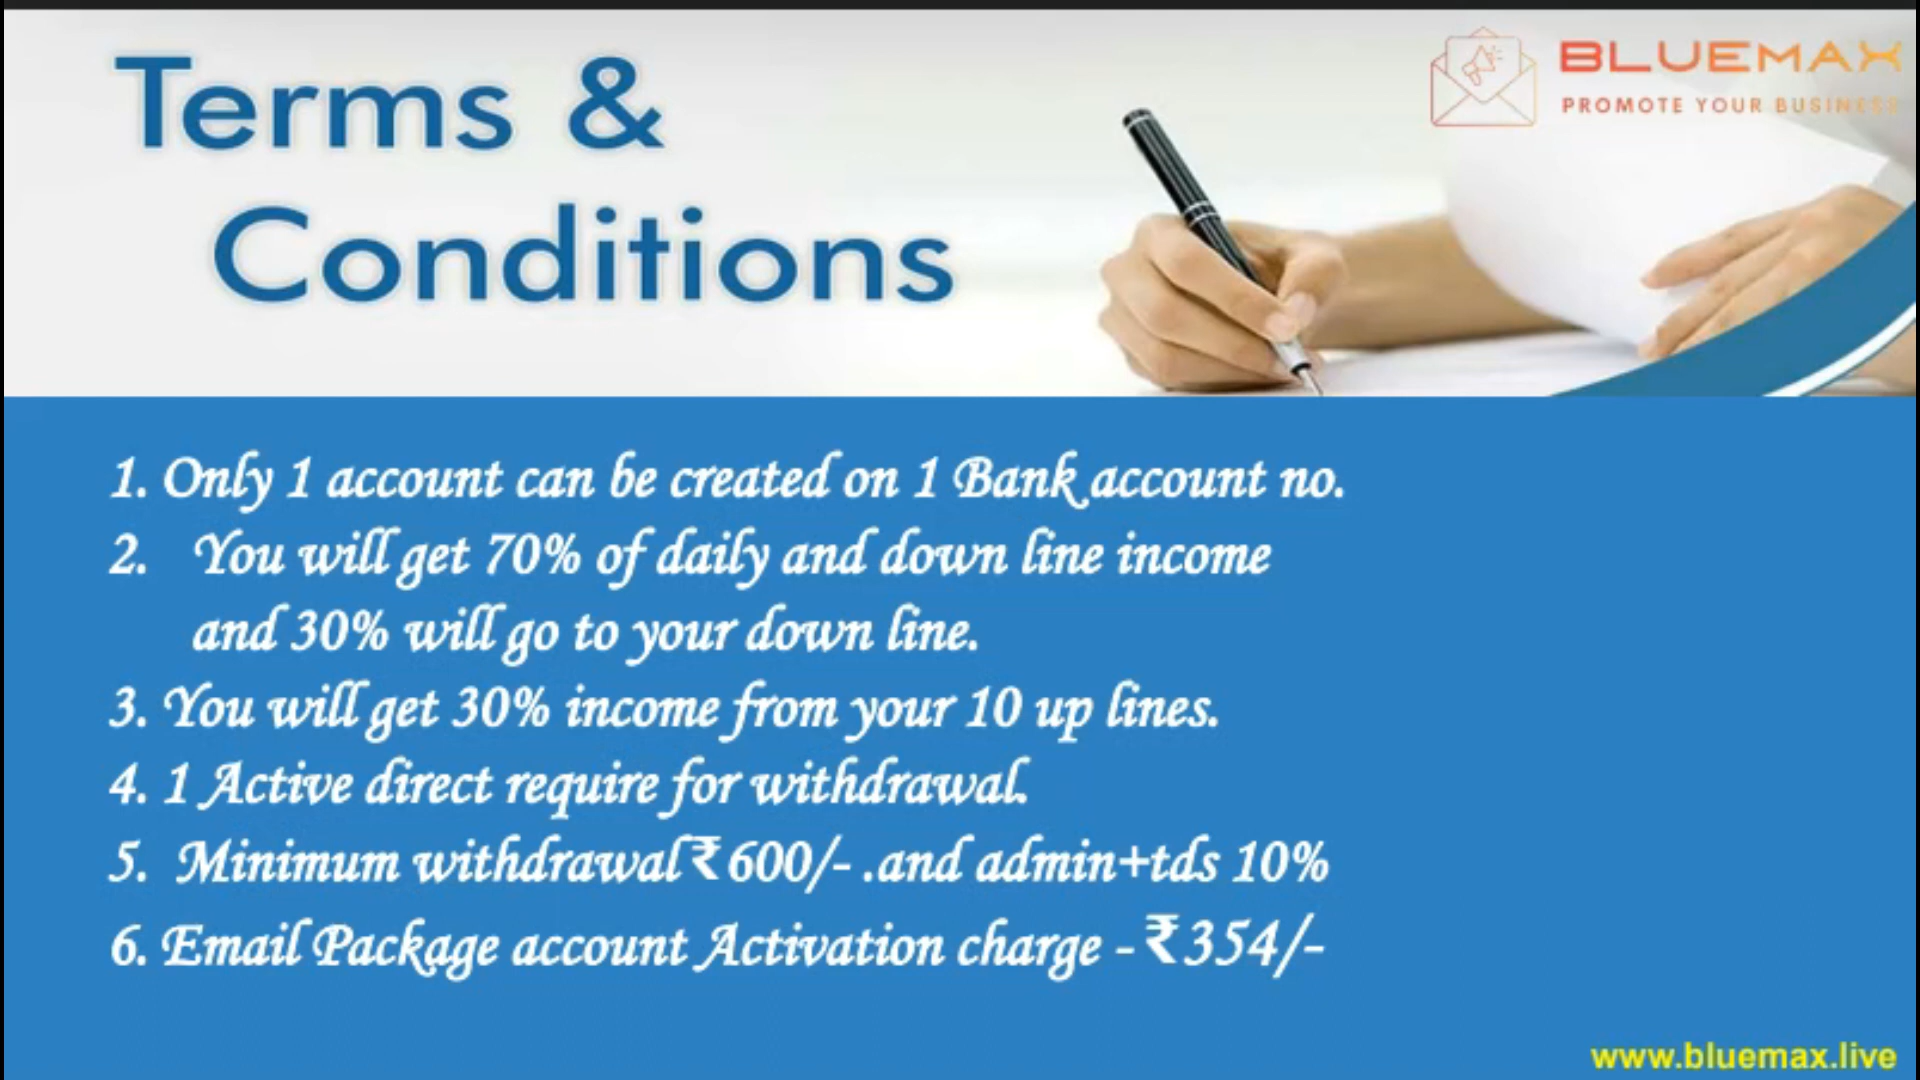 Terms &
Conditions
BLUEMAX
PROMOTE YOUR BUSINESS
1. Only 1 account can be created on 1 Bank account no.
2. You will get 70% of daily and down line income
and 30% will go to your down line.
3. You will get 30% income from your 10 up lines.
4. 1 Active direct require for withdrawal.
5. Minimum withdrawal ₹ 600/- .and admin+tds 10%
6. Email Package account Activation charge - ₹ 354/-
www.bluemax.live